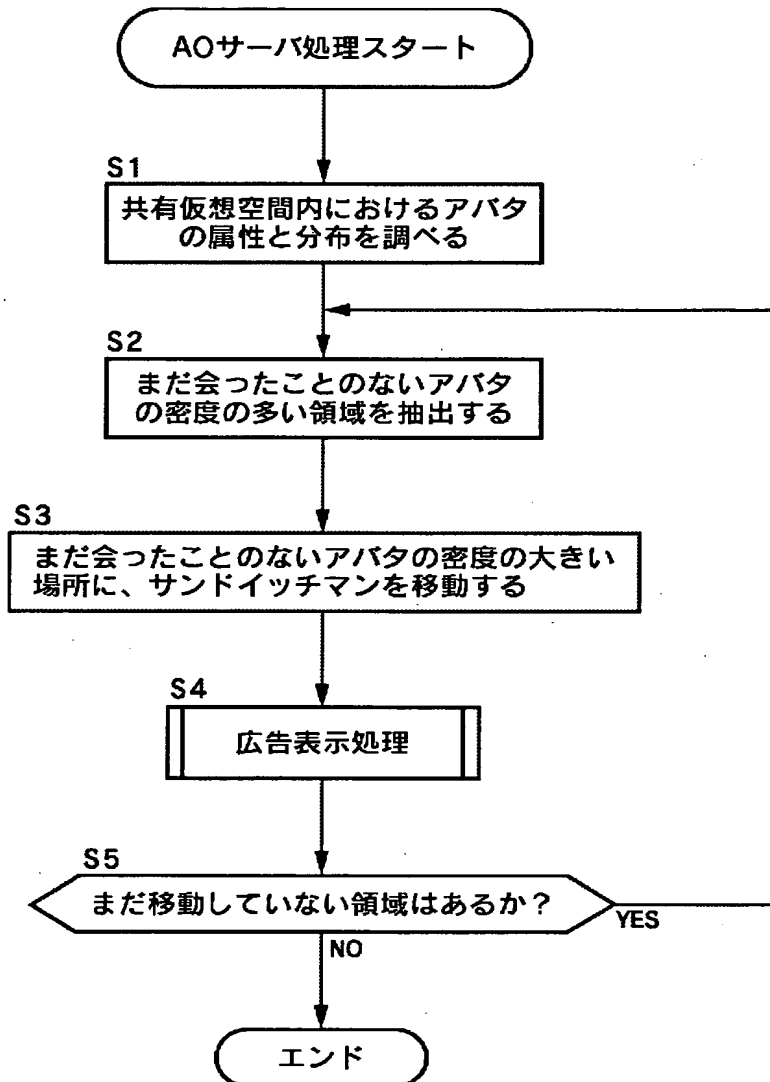 AOサーバ処理スタート
S1
共有仮想空間内におけるアバタ
の属性と分布を調べる
S2
まだ会ったことのないアバタ
の密度の多い領域を抽出する
S3
まだ会ったことのないアバタの密度の大きい
場所に、サンドイッチマンを移動する
S4
広告表示処理
S5
まだ移動していない領域はあるか？
YES
NO
エンド